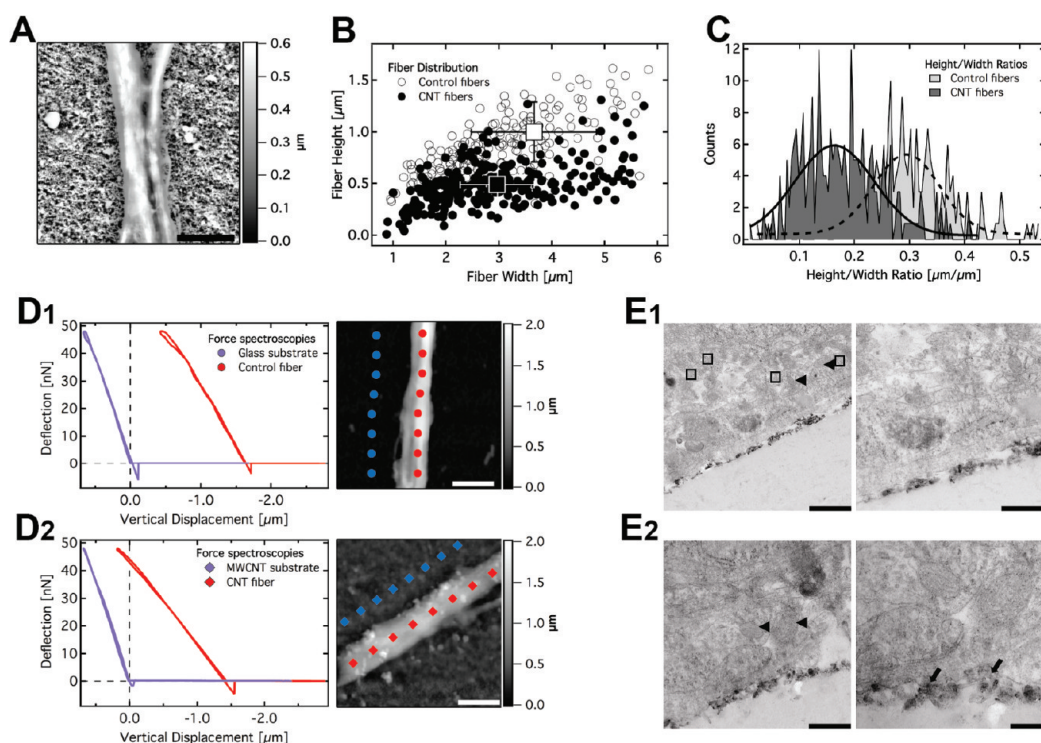 A
0.6
0.5
0.4
0.3
0.2
0.1
0.0
µm
B
Fiber Distribution
Control fibers
CNT fibers
1.5
1.0
0.5
0.0
Fiber Height [µm]
1 2 3 4 5 6
Fiber Width [µm]
C
Height/Width Ratios
Control fibers
CNT fibers
12
10
8
6
4
2
0
Counts
0.1 0.2 0.3 0.4 0.5
Height/Width Ratio [µm/µm]
D1
Force spectroscopies
Glass substrate
Control fiber
50
40
30
20
10
0
Deflection [nN]
0.0 -1.0 -2.0
Vertical Displacement [µm]
2.0
1.5
1.0
0.5
0.0
µm
E1
D2
Force spectroscopies
MWCNT substrate
CNT fiber
50
40
30
20
10
0
Deflection [nN]
0.0 -1.0 -2.0
Vertical Displacement [µm]
2.0
1.5
1.0
0.5
0.0
µm
E2